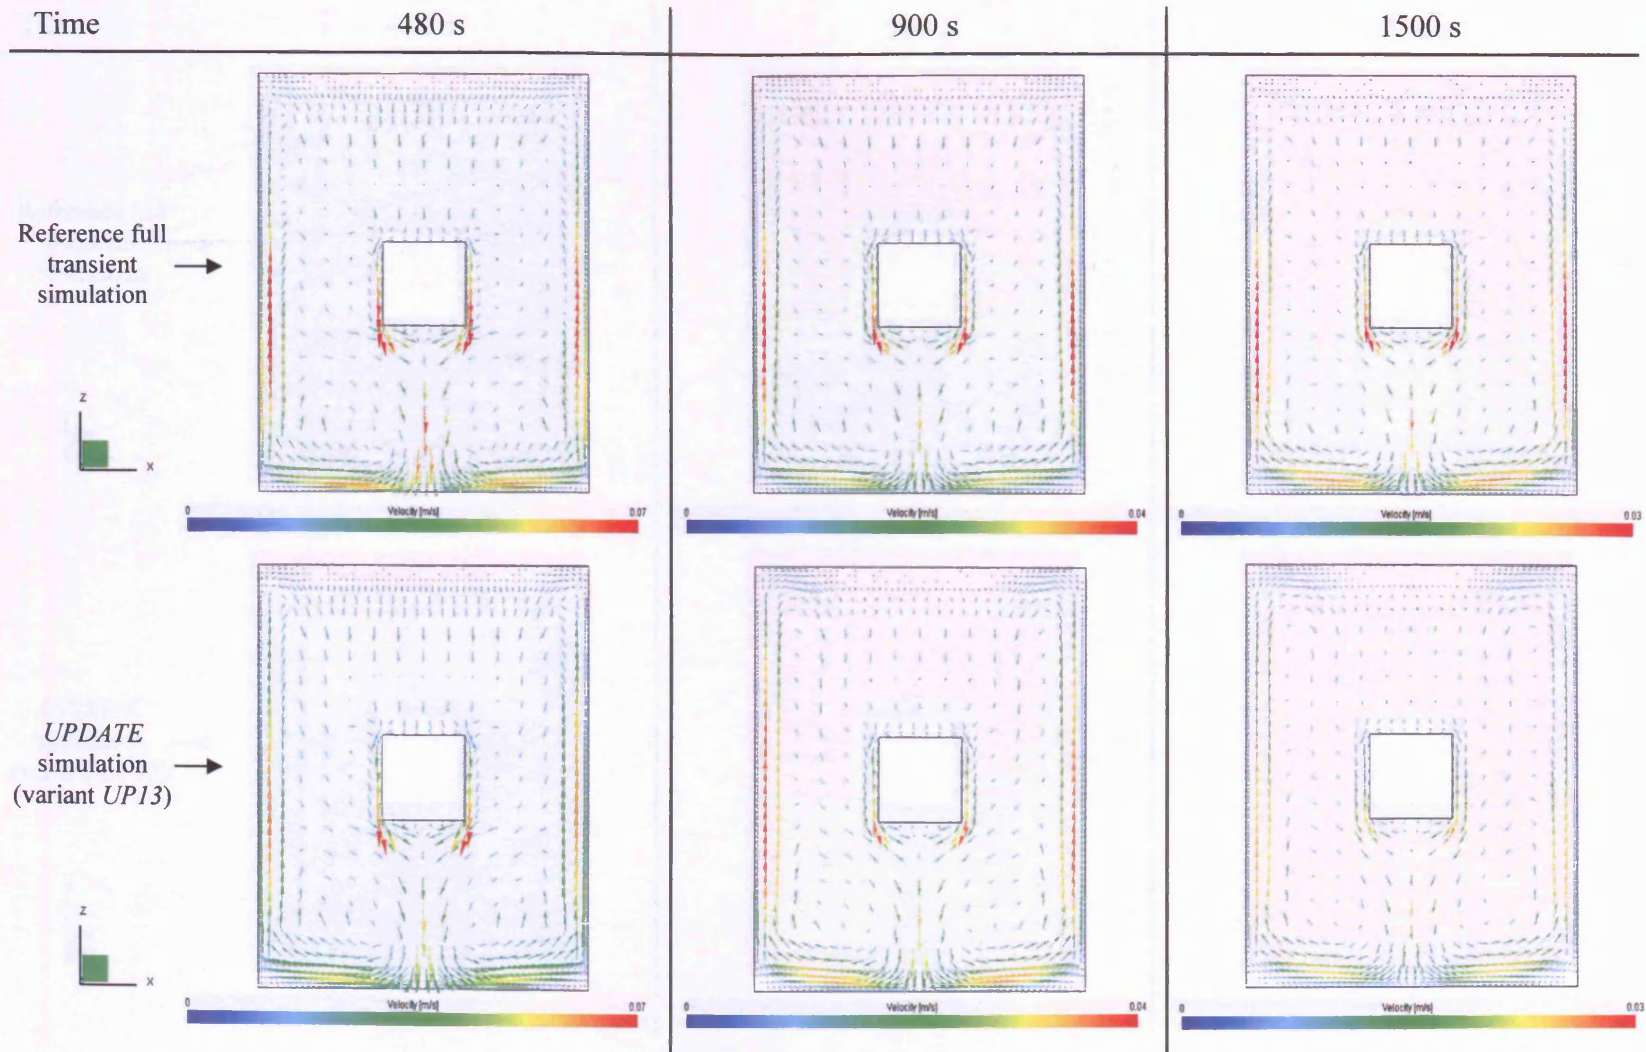 Time 480 s 900 s 1500 s
Reference full
transient
simulation
z
x
0 Velocity [m/s] 0.07
0 Velocity [m/s] 0.04
0 Velocity [m/s] 0.03
UPDATE
simulation
(variant UP13)
z
x
0 Velocity [m/s] 0.07
0 Velocity [m/s] 0.04
0 Velocity [m/s] 0.03